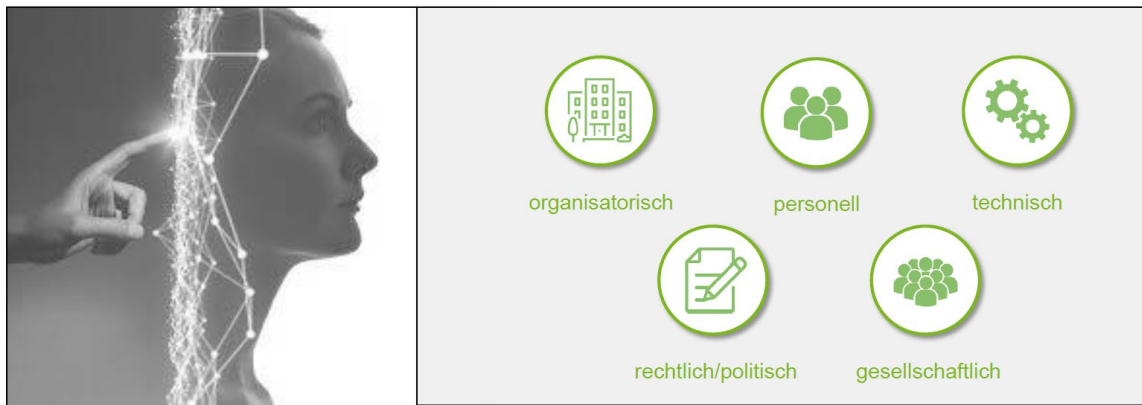 organisatorisch
personell
technisch
rechtlich/politisch
gesellschaftlich